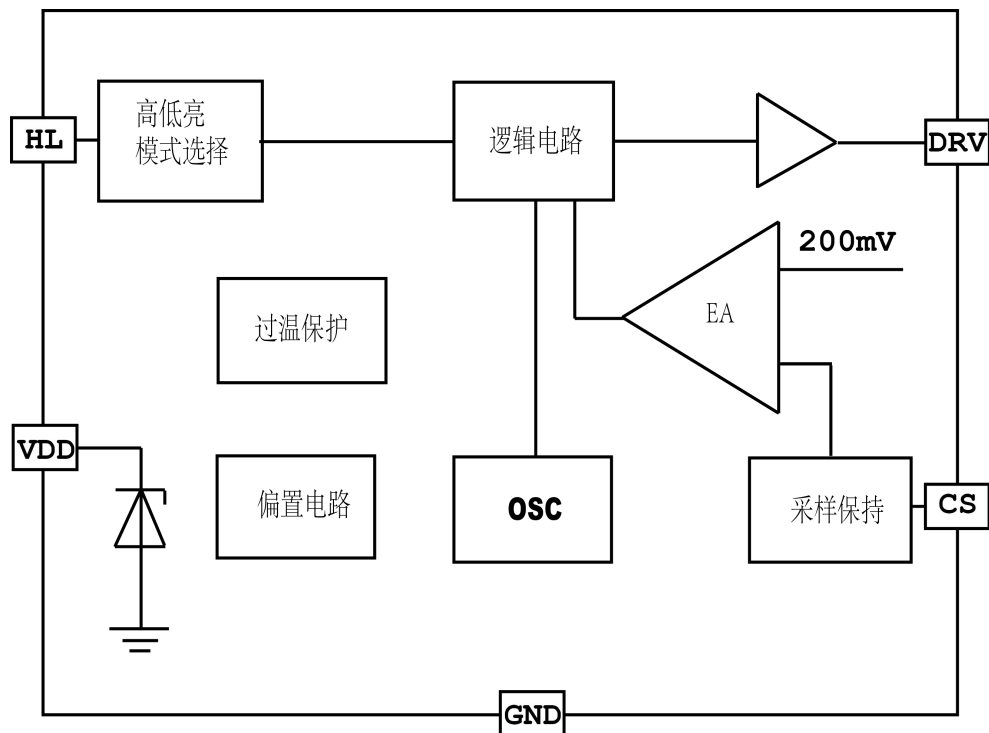 高低亮
模式选择
HL
逻辑电路
DRV
200mV
EA
过温保护
VDD
偏置电路
OSC
采样保持
CS
GND